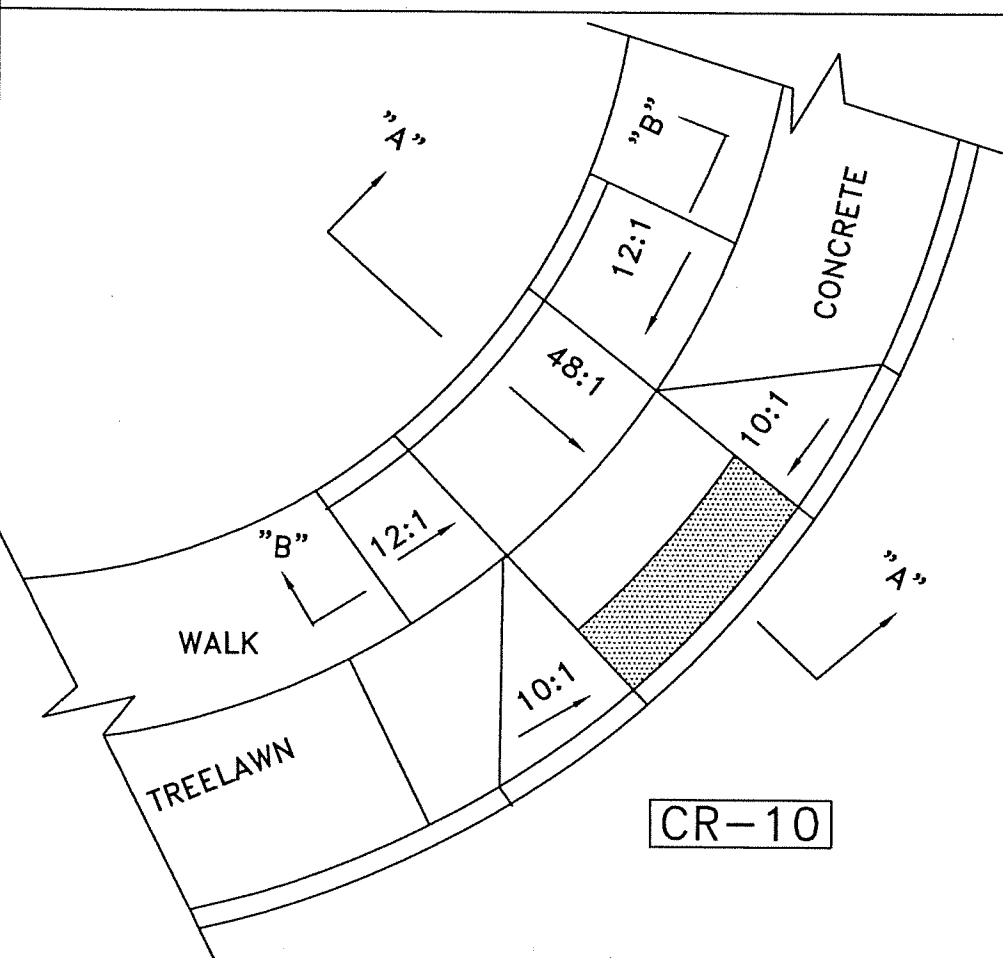 "A"
"B"
12:1
CONCRETE
48:1
10:1
12:1
"B"
"A"
WALK
10:1
TREELAWN
CR-10